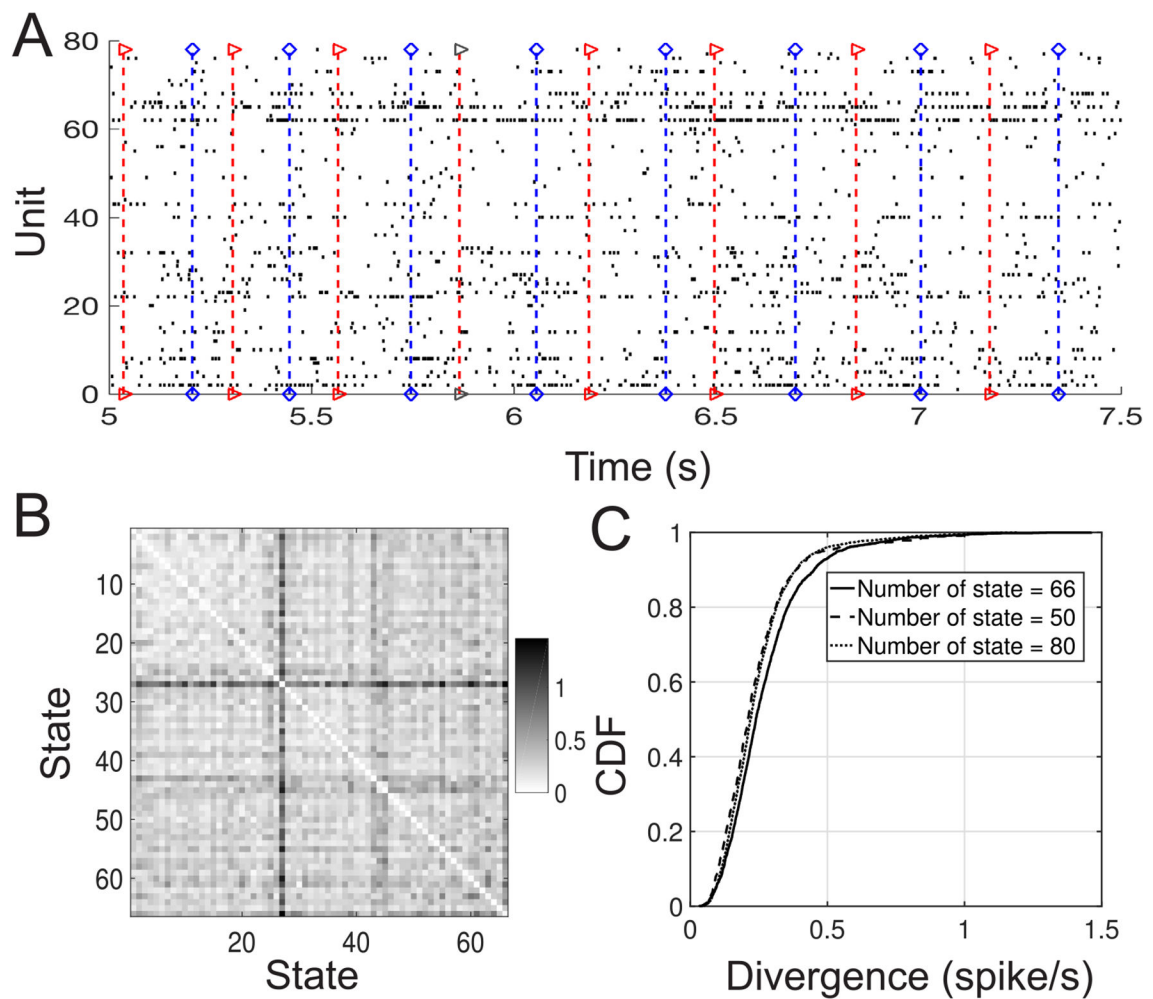 A
80
60
40
20
0
Unit
5
5.5
6
6.5
7
7.5
Time (s)
B
10
20
30
40
50
60
State
20
40
60
State
1
0.5
0
C
1
0.8
0.6
0.4
0.2
0
CDF
Number of state = 66
Number of state = 50
Number of state = 80
0
0.5
1
1.5
Divergence (spike/s)